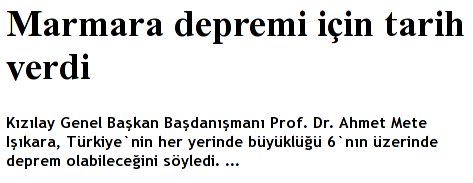 Marmara depremi için tarih
verdi
Kızılay Genel Başkan Başdanışmanı Prof. Dr. Ahmet Mete
Işıkara, Türkiye`nin her yerinde büyüklüğü 6`nın üzerinde
deprem olabileceğini söyledi. ...